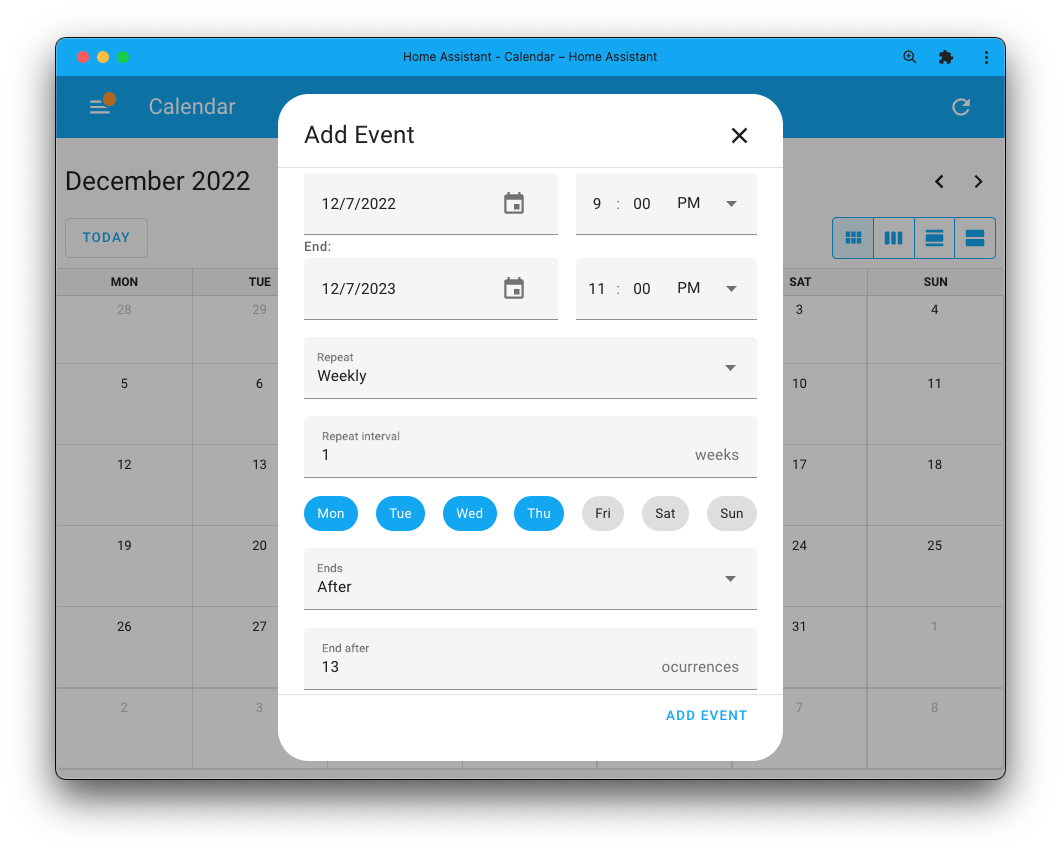 Home Assistant - Calendar – Home Assistant
Calendar
Add Event
December 2022
12/7/2022 9 : 00 PM
TODAY
End:
12/7/2023 11 : 00 PM
MON TUE SAT SUN
28 29 3 4
Repeat
Weekly
5 6 10 11
Repeat interval
1 weeks
12 13 17 18
Mon Tue Wed Thu Fri Sat Sun
19 20 24 25
Ends
After
26 27 31 1
End after
13 ocurrences
2 3 7 8
ADD EVENT